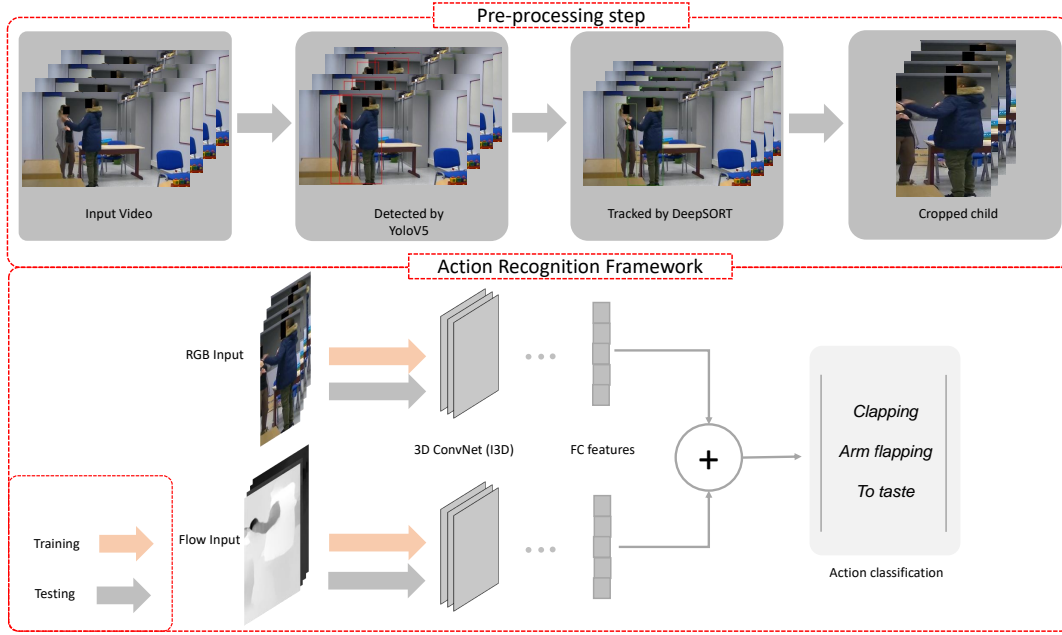 Pre-processing step
Input Video
Detected by
YoloV5
Tracked by DeepSORT
Cropped child
Action Recognition Framework
RGB Input
3D ConvNet (I3D)
FC features
+
Clapping
Arm flapping
To taste
Action classification
Flow Input
Training
Testing